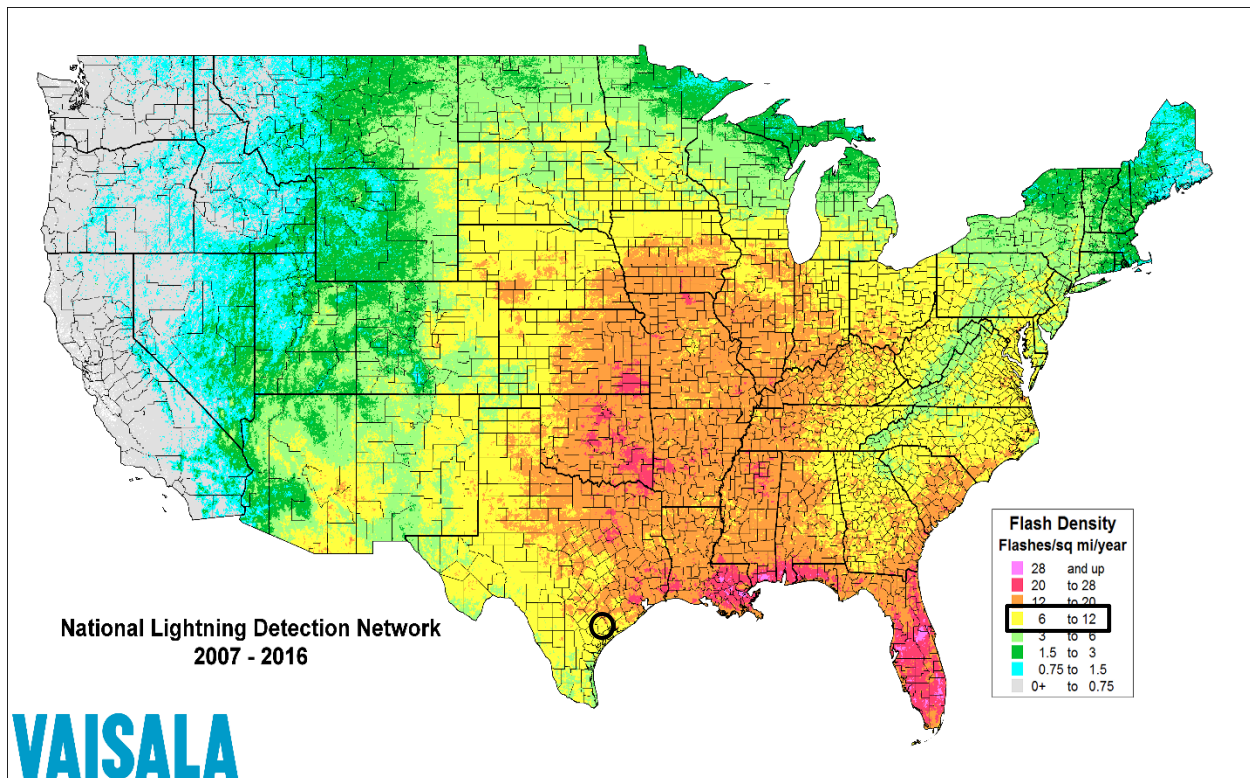 Flash Density
Flashes/sq mi/year
28 and up
20 to 28
12 to 20
6 to 12
3 to 6
1.5 to 3
0.75 to 1.5
0+ to 0.75
National Lightning Detection Network
2007 - 2016
VAISALA